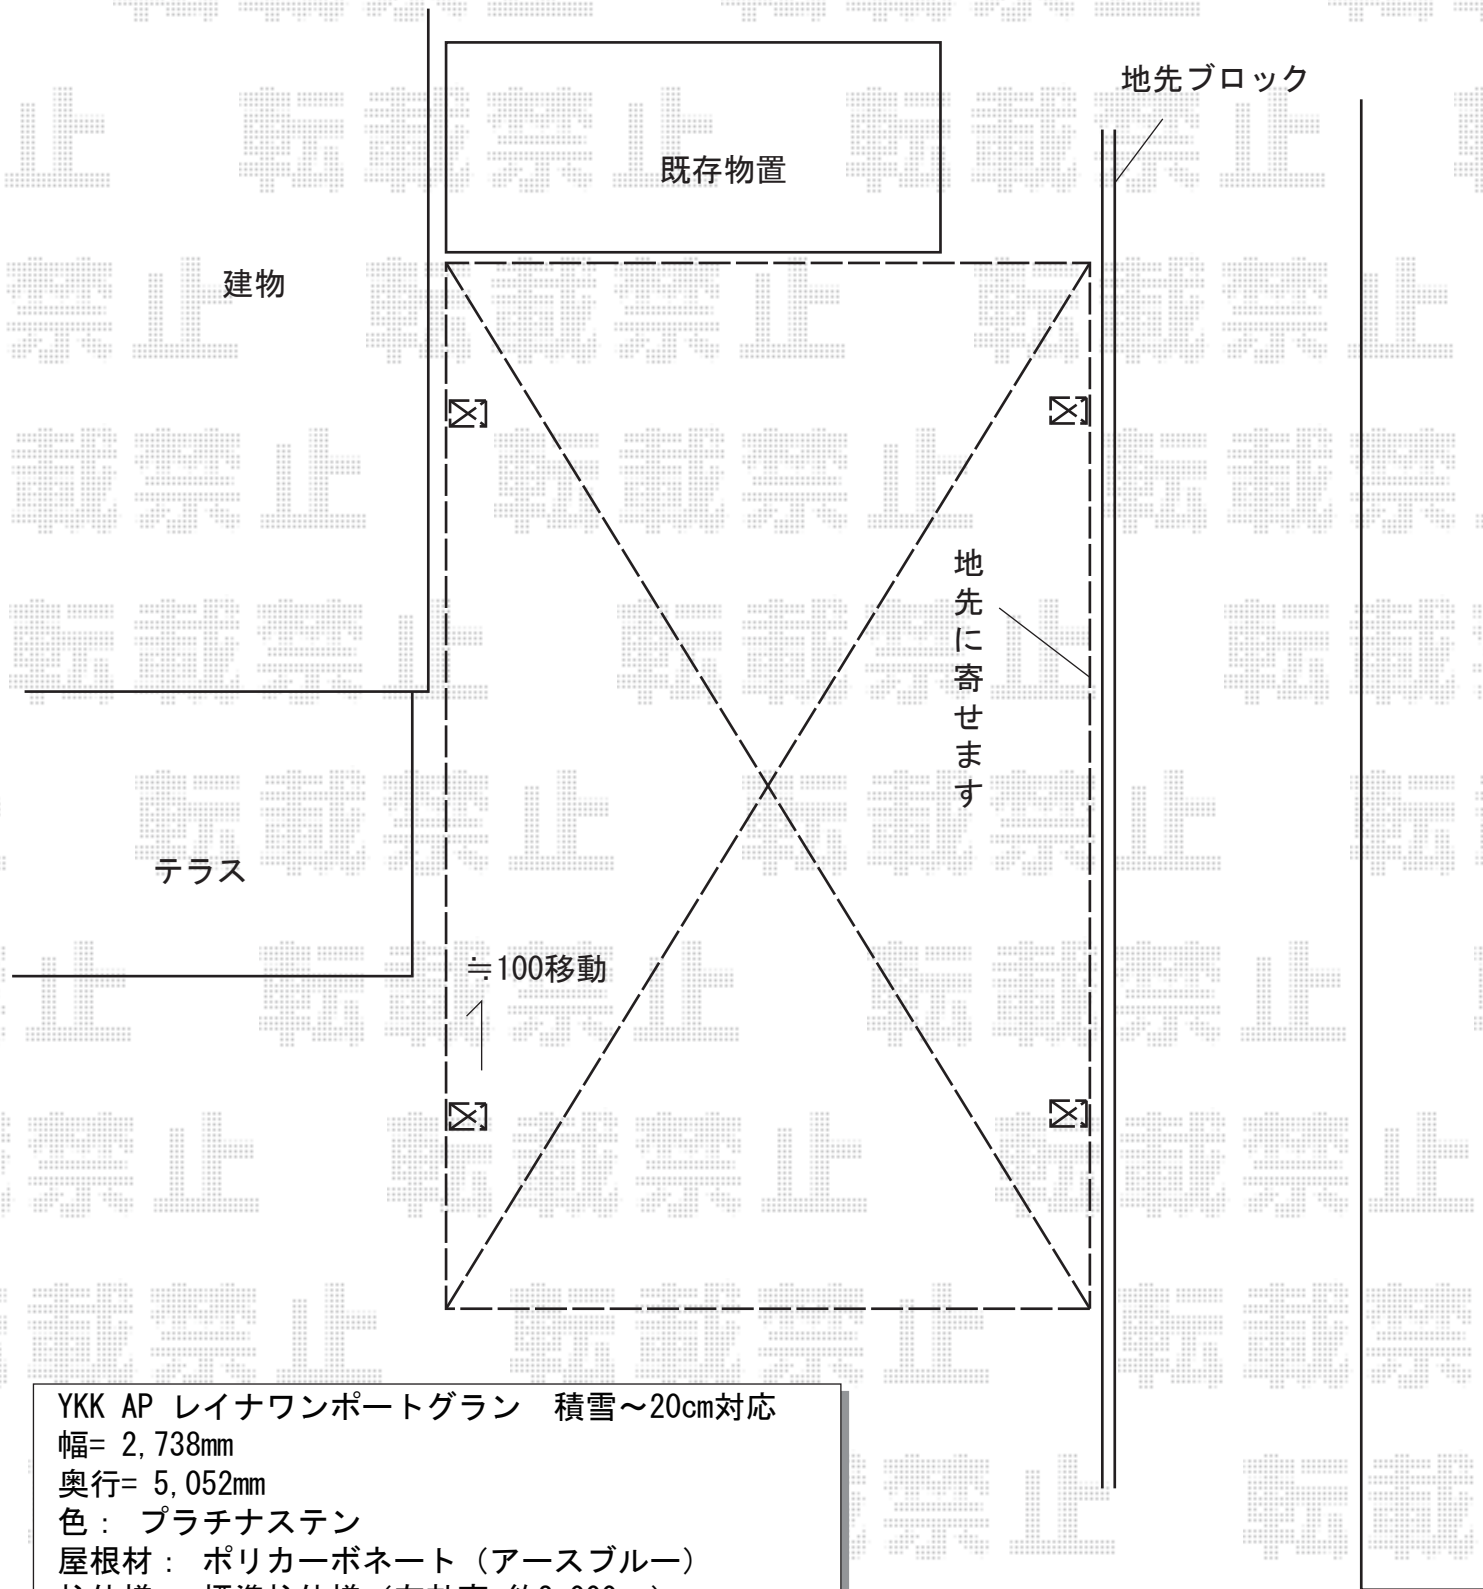 地先ブロック
既存物置
建物
地先に寄せます
テラス
≒100移動
YKK AP レイナワンポートグラン 積雪～20cm対応
幅= 2,738mm
奥行= 5,052mm
色： プラチナステン
屋根材： ポリカーボネート（アースブルー）
転載禁止